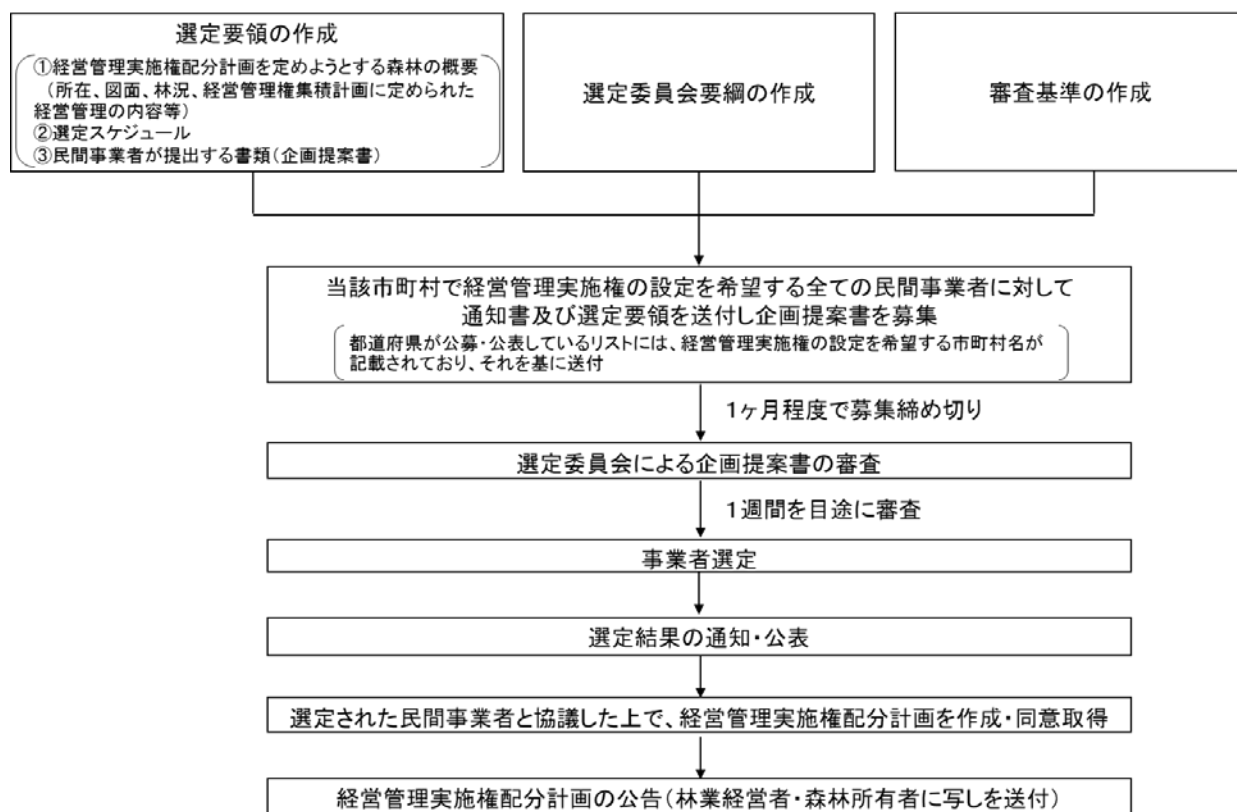 選定要領の作成
①経営管理実施権配分計画を定めようとする森林の概要
（所在、図面、林況、経営管理権集積計画に定められた
経営管理の内容等）
②選定スケジュール
③民間事業者が提出する書類（企画提案書）
選定委員会要綱の作成
審査基準の作成
当該市町村で経営管理実施権の設定を希望する全ての民間事業者に対して
通知書及び選定要領を送付し企画提案書を募集
都道府県が公募・公表しているリストには、経営管理実施権の設定を希望する市町村名が
記載されており、それを基に送付
1ヶ月程度で募集締め切り
選定委員会による企画提案書の審査
1週間を目途に審査
事業者選定
選定結果の通知・公表
選定された民間事業者と協議した上で、経営管理実施権配分計画を作成・同意取得
経営管理実施権配分計画の公告（林業経営者・森林所有者に写しを送付）